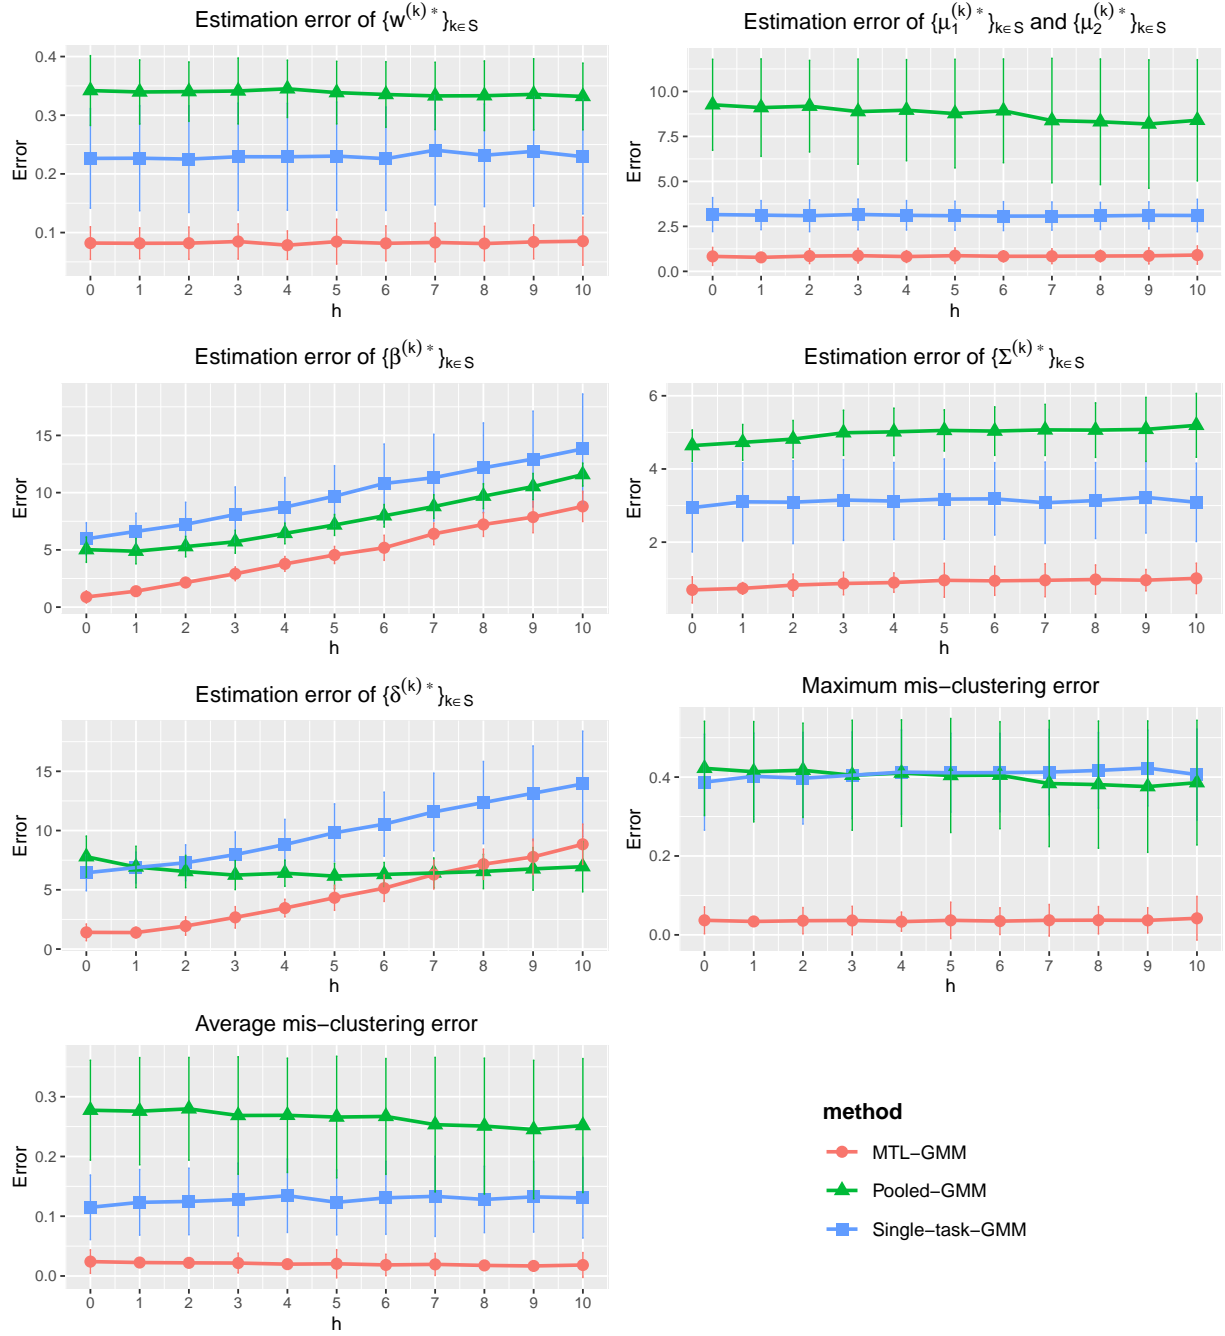 Estimation error of {w^(k)*}_k∈S
Error
0.4
0.3
0.2
0.1
0 1 2 3 4 5 6 7 8 9 10
h
Estimation error of {μ_1^(k)*}_k∈S and {μ_2^(k)*}_k∈S
Error
10.0
7.5
5.0
2.5
0.0
0 1 2 3 4 5 6 7 8 9 10
h
Estimation error of {β^(k)*}_k∈S
Error
15
10
5
0
0 1 2 3 4 5 6 7 8 9 10
h
Estimation error of {Σ^(k)*}_k∈S
Error
6
4
2
0 1 2 3 4 5 6 7 8 9 10
h
Estimation error of {δ^(k)*}_k∈S
Error
15
10
5
0
0 1 2 3 4 5 6 7 8 9 10
h
Maximum mis−clustering error
Error
0.4
0.2
0.0
0 1 2 3 4 5 6 7 8 9 10
h
Average mis−clustering error
Error
0.3
0.2
0.1
0.0
0 1 2 3 4 5 6 7 8 9 10
h
method
MTL−GMM
Pooled−GMM
Single−task−GMM